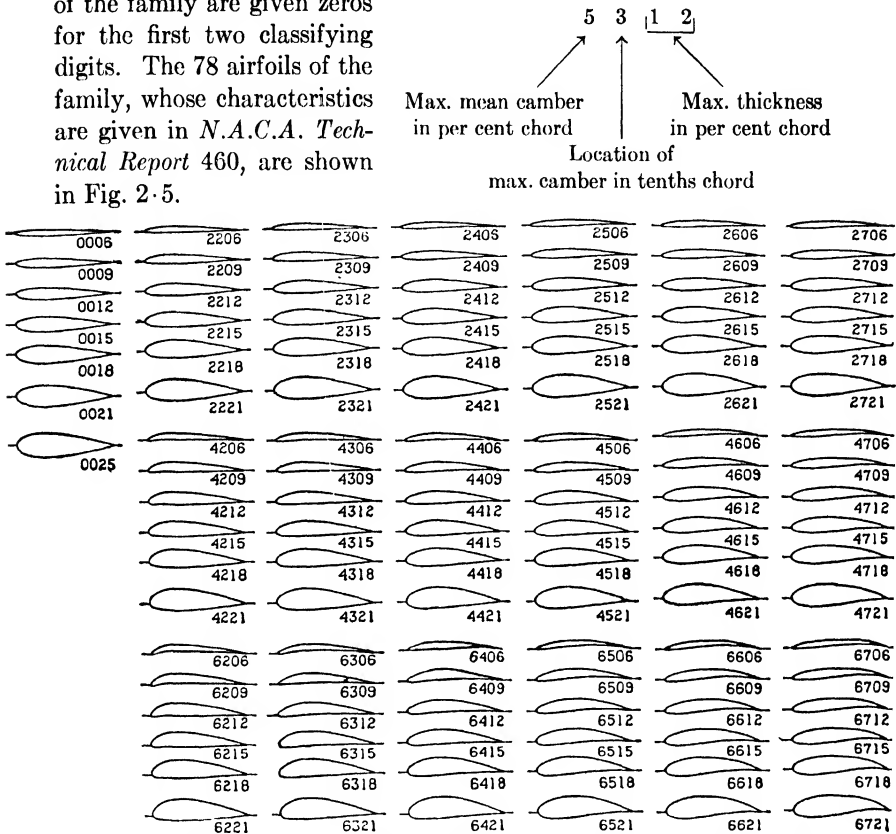 of the family are given zeros
for the first two classifying
digits. The 78 airfoils of the
family, whose characteristics
are given in N.A.C.A. Tech-
nical Report 460, are shown
in Fig. 2·5.
5 3 1 2
Max. mean camber
in per cent chord
Max. thickness
in per cent chord
Location of
max. camber in tenths chord
0006 2206 2306 2406 2506 2606 2706
0009 2209 2309 2409 2509 2609 2709
0012 2212 2312 2412 2512 2612 2712
0015 2215 2315 2415 2515 2615 2715
0018 2218 2318 2418 2518 2618 2718
0021 2221 2321 2421 2521 2621 2721
0025 4206 4306 4406 4506 4606 4706
4209 4309 4409 4509 4609 4709
4212 4312 4412 4512 4612 4712
4215 4315 4415 4515 4615 4715
4218 4318 4418 4518 4618 4718
4221 4321 4421 4521 4621 4721
6206 6306 6406 6506 6606 6706
6209 6309 6409 6509 6609 6709
6212 6312 6412 6512 6612 6712
6215 6315 6415 6515 6615 6715
6218 6318 6418 6518 6618 6718
6221 6321 6421 6521 6621 6721